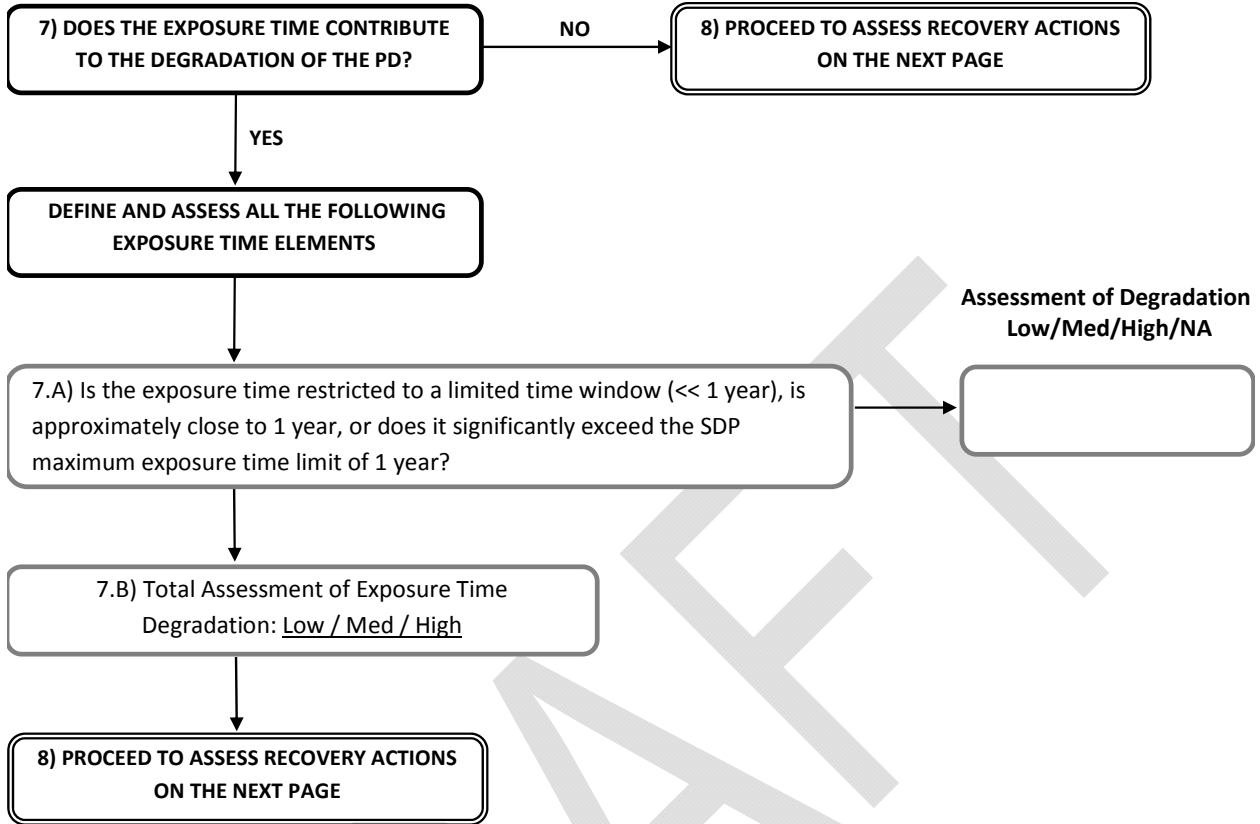 7) DOES THE EXPOSURE TIME CONTRIBUTE
TO THE DEGRADATION OF THE PD?
NO
8) PROCEED TO ASSESS RECOVERY ACTIONS
ON THE NEXT PAGE
YES
DEFINE AND ASSESS ALL THE FOLLOWING
EXPOSURE TIME ELEMENTS
Assessment of Degradation
Low/Med/High/NA
7.A) Is the exposure time restricted to a limited time window (<< 1 year), is
approximately close to 1 year, or does it significantly exceed the SDP
maximum exposure time limit of 1 year?
7.B) Total Assessment of Exposure Time
Degradation: Low / Med / High
8) PROCEED TO ASSESS RECOVERY ACTIONS
ON THE NEXT PAGE
AFT